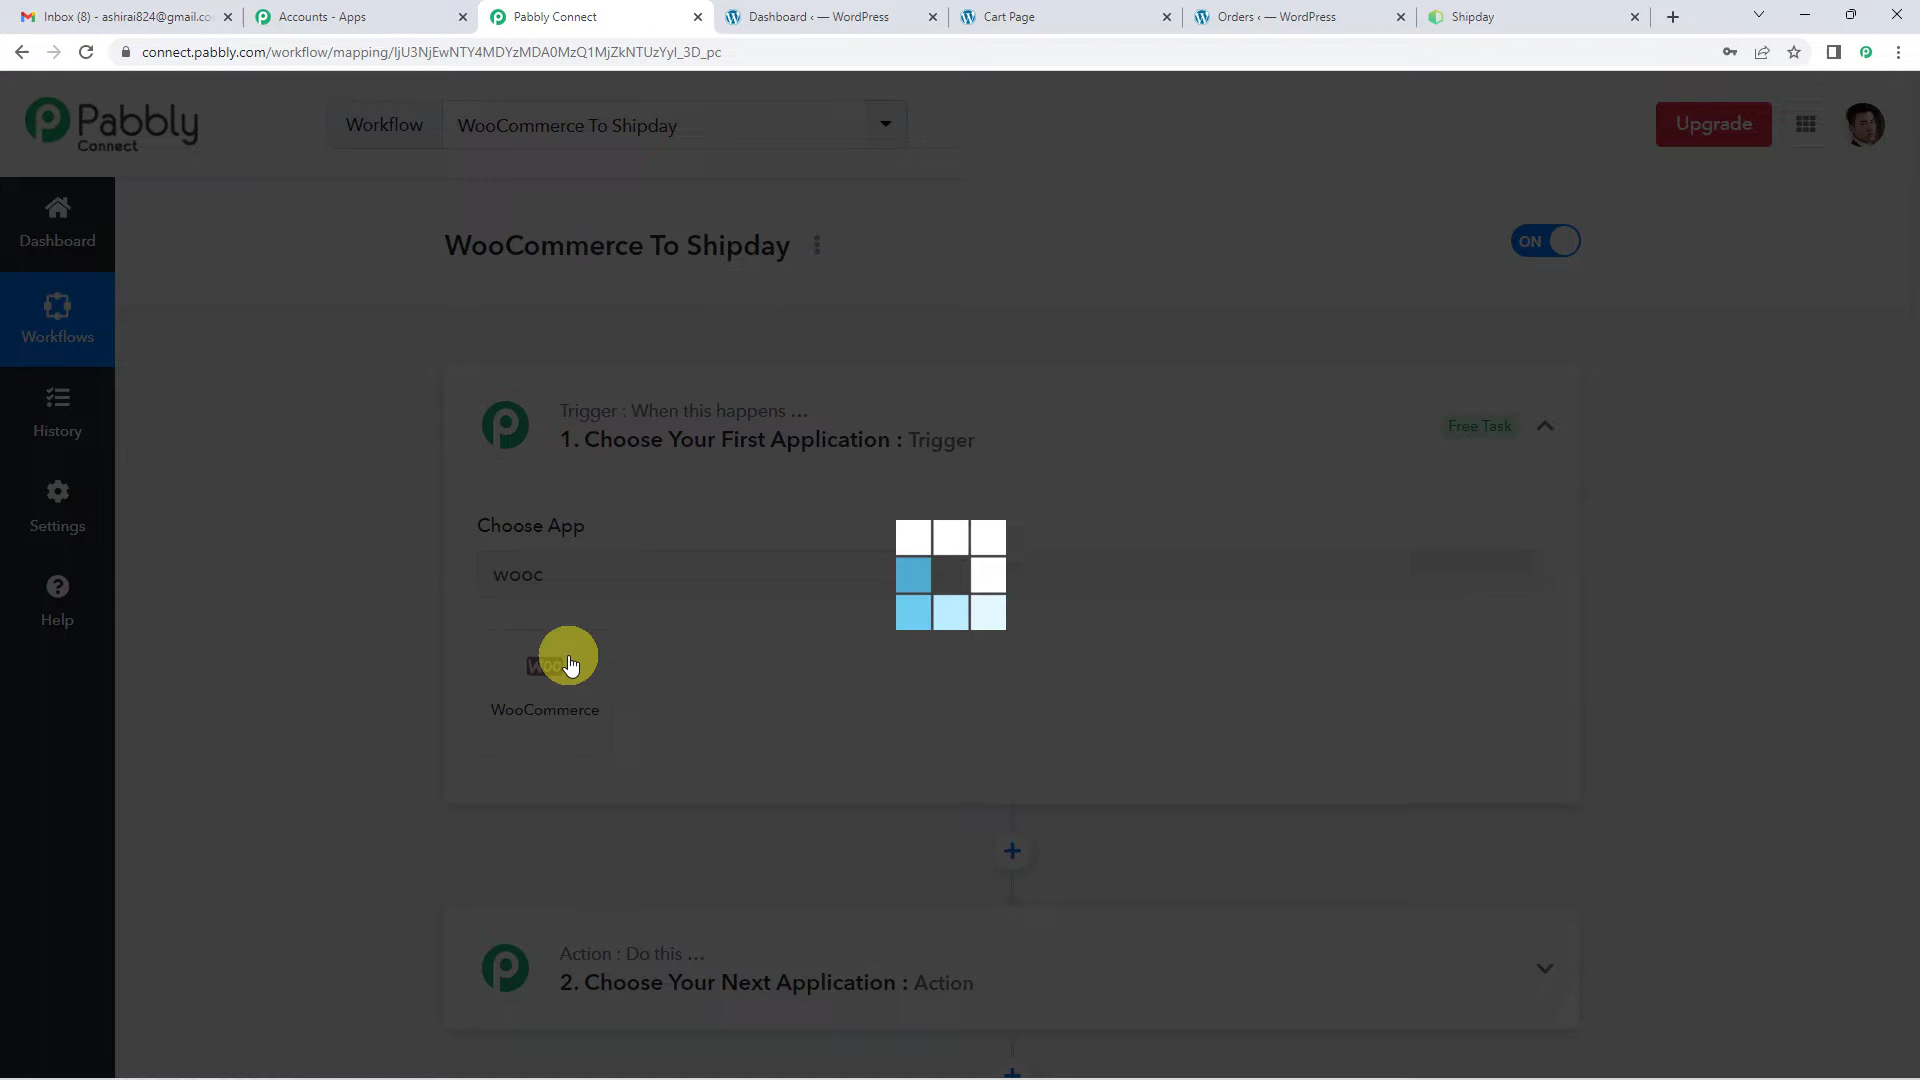 Inbox (8) - ashirai824@gmail.co
Accounts - Apps
Pabbly Connect
Dashboard ‹ — WordPress
Cart Page
Orders ‹ — WordPress
Shipday
connect.pabbly.com/workflow/mapping/IjU3NjEwNTY4MDYzMDA0MzQ1MjZkNTUzYyI_3D_pc
Pabbly
Connect
Workflow
WooCommerce To Shipday
Upgrade
Dashboard
Workflows
History
Settings
Help
WooCommerce To Shipday
ON
Trigger : When this happens ...
1. Choose Your First Application : Trigger
Free Task
Choose App
wooc
WOO
WooCommerce
Action : Do this ...
2. Choose Your Next Application : Action